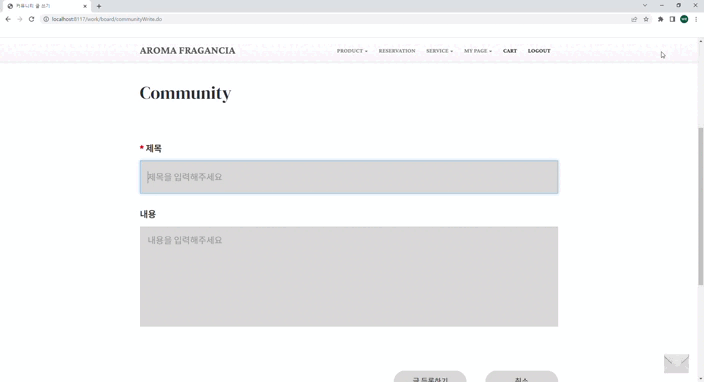 커뮤니티 글 쓰기
localhost:8117/work/board/communityWrite.do
AROMA FRAGANCIA
PRODUCT
RESERVATION
SERVICE
MY PAGE
CART
LOGOUT
Community
* 제목
제목을 입력해주세요
내용
내용을 입력해주세요
글 등록하기
취소